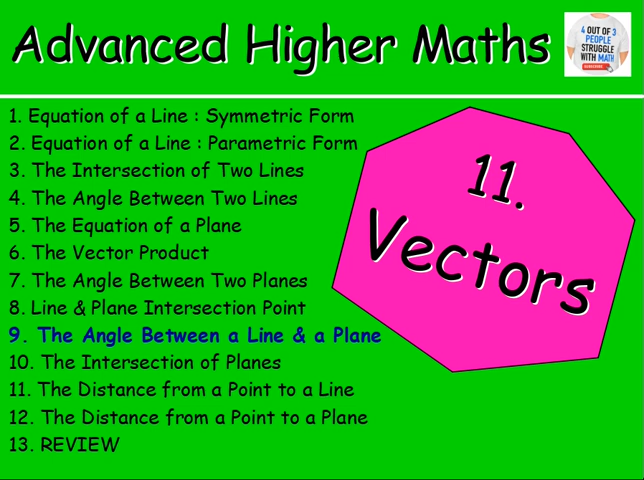 Advanced Higher Maths
4 OUT OF 3
PEOPLE
STRUGGLE
WITH MATH
1. Equation of a Line : Symmetric Form
2. Equation of a Line : Parametric Form
3. The Intersection of Two Lines
4. The Angle Between Two Lines
5. The Equation of a Plane
6. The Vector Product
7. The Angle Between Two Planes
8. Line & Plane Intersection Point
9. The Angle Between a Line & a Plane
10. The Intersection of Planes
11. The Distance from a Point to a Line
12. The Distance from a Point to a Plane
13. REVIEW
11.
Vectors